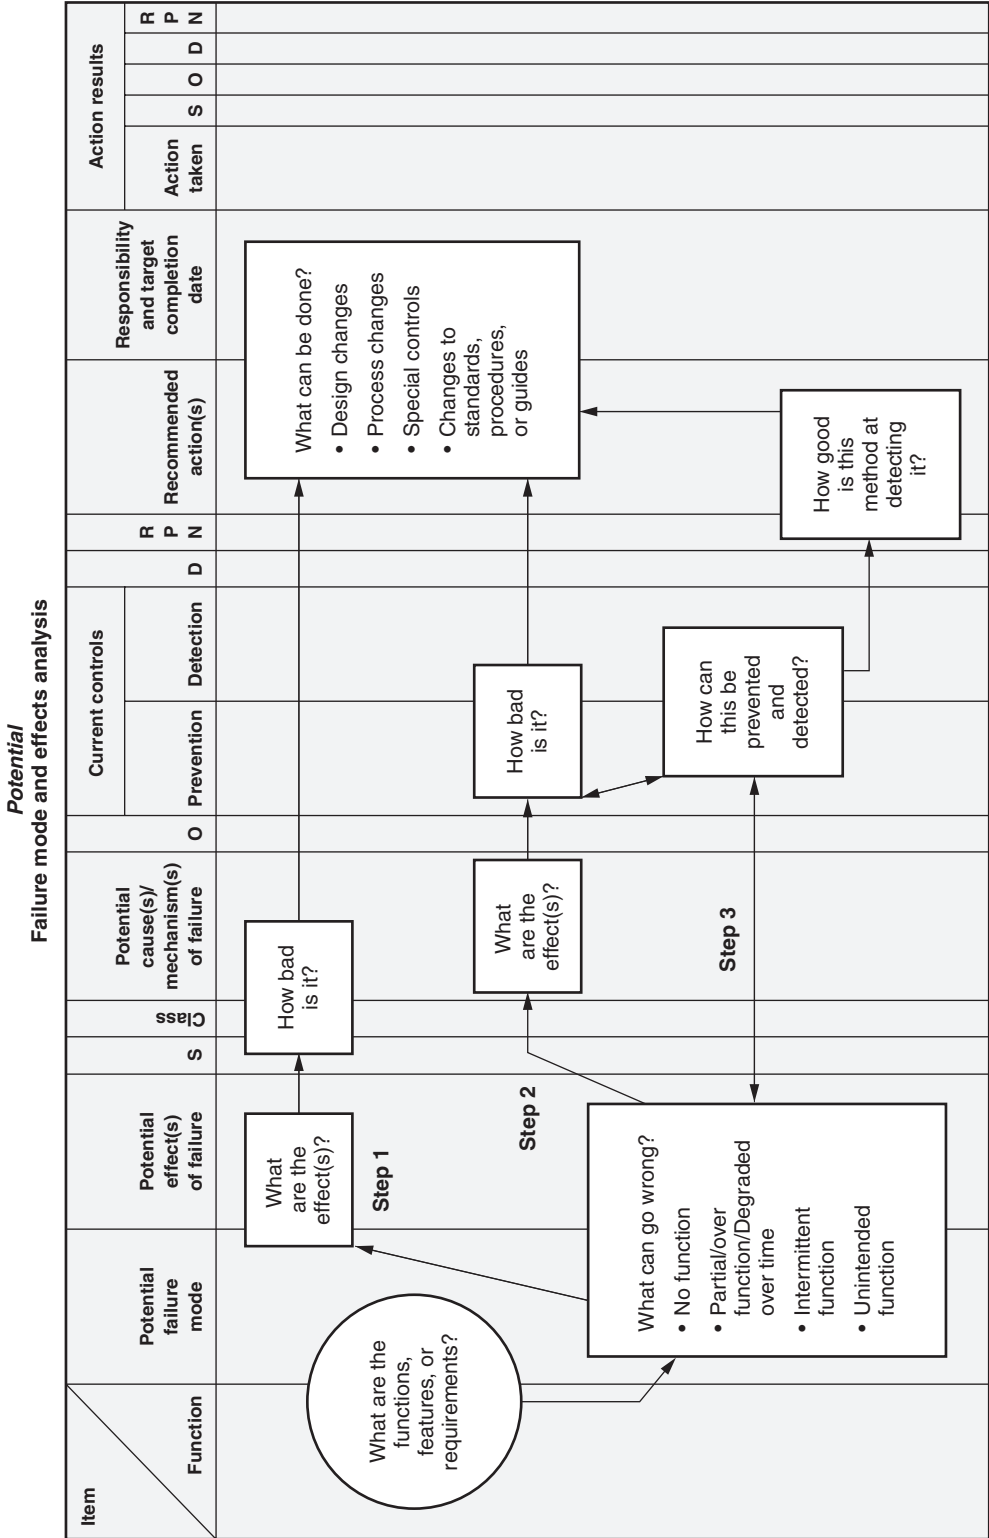 Potential
Failure mode and effects analysis
Item
Function
Potential
failure
mode
Potential
effect(s)
of failure
S
Class
Potential
cause(s)/
mechanism(s)
of failure
O
Current controls
Prevention
Detection
D
R
P
N
Recommended
action(s)
Responsibility
and target
completion
date
Action results
Action
taken
S
O
D
R
P
N
What are the
functions,
features, or
requirements?
What can go wrong?
• No function
• Partial/over
function/Degraded
over time
• Intermittent
function
• Unintended
function
Step 1
What
are the
effect(s)?
How bad
is it?
Step 2
What
are the
effect(s)?
How bad
is it?
Step 3
How can
this be
prevented
and
detected?
How good
is this
method at
detecting
it?
What can be done?
• Design changes
• Process changes
• Special controls
• Changes to
standards,
procedures,
or guides